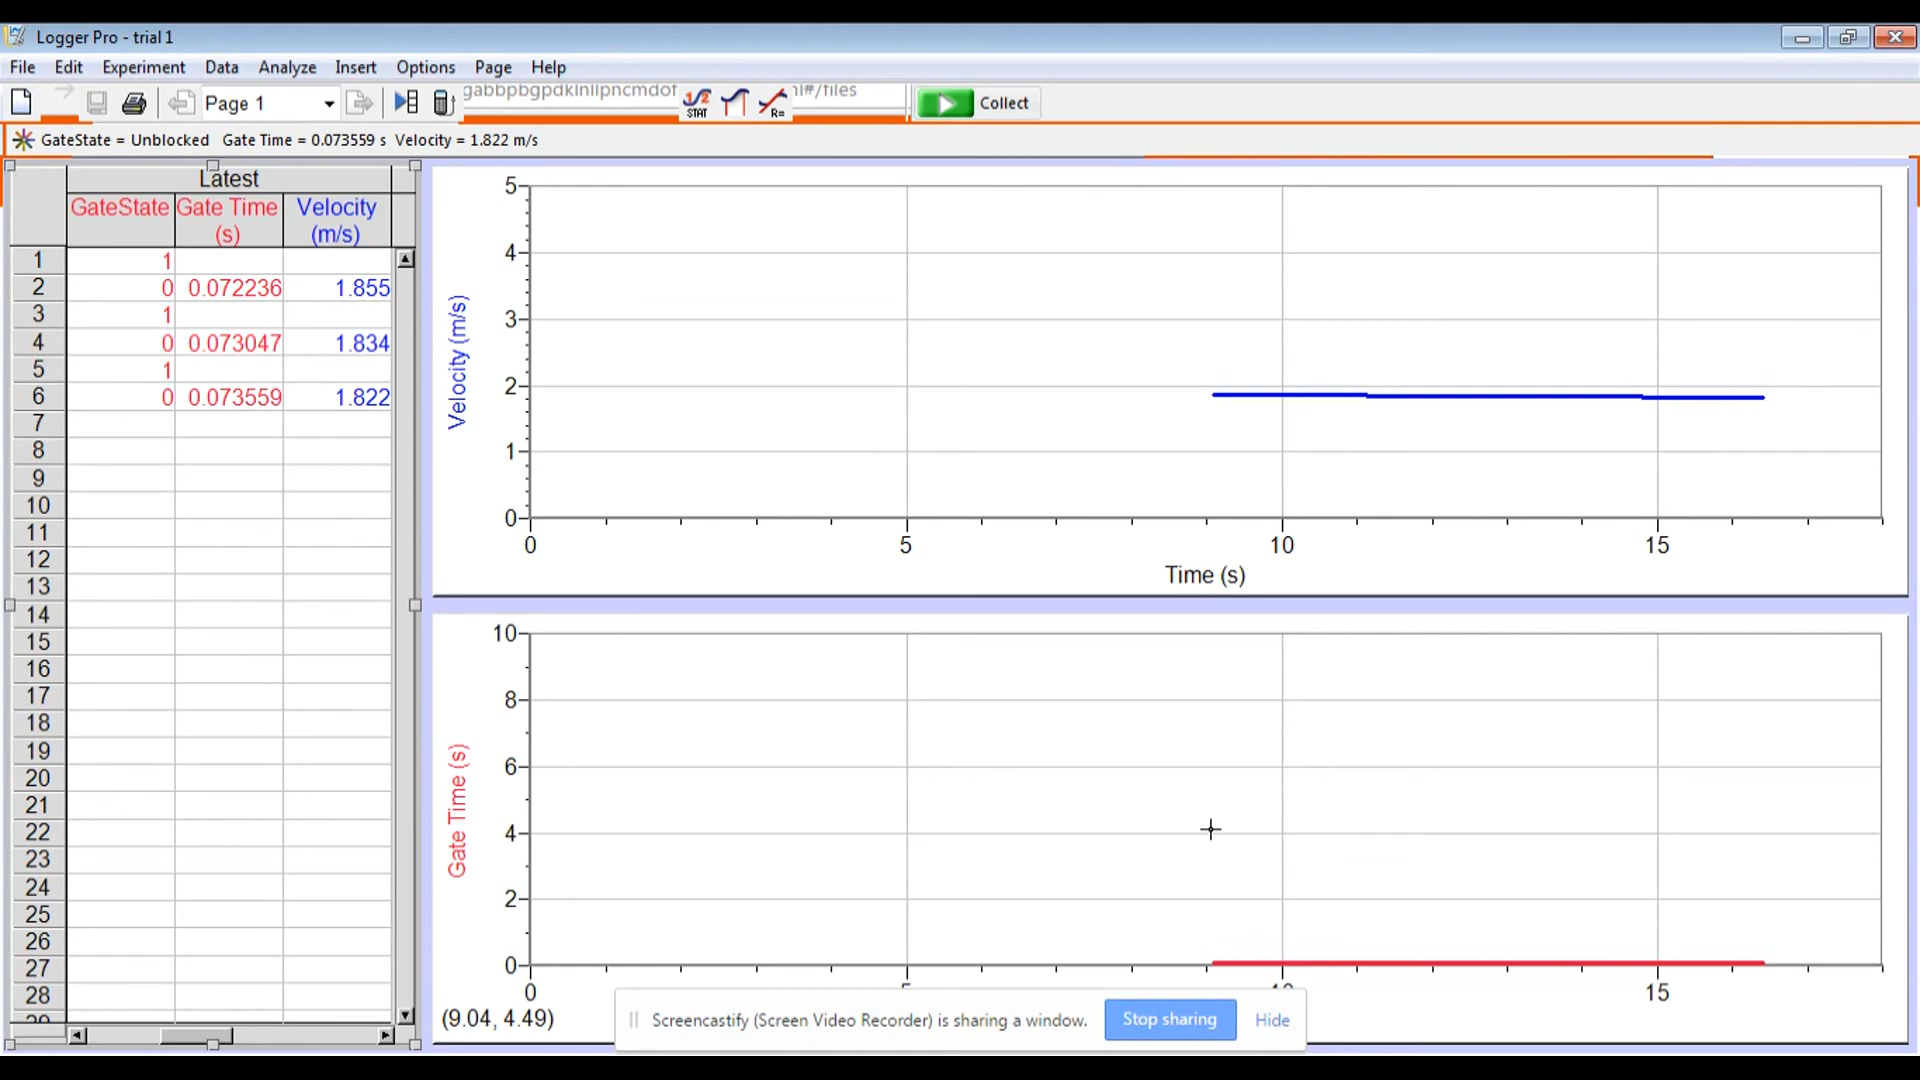 Logger Pro - trial 1
File Edit Experiment Data Analyze Insert Options Page Help
Page 1 gabbpbgpdklnllpncmdof #/files Collect
STAT R=
GateState = Unblocked Gate Time = 0.073559 s Velocity = 1.822 m/s
Latest
GateState Gate Time (s) Velocity (m/s)
1 1
2 0 0.072236 1.855
3 1
4 0 0.073047 1.834
5 1
6 0 0.073559 1.822
7
8
9
10
11
12
13
14
15
16
17
18
19
20
21
22
23
24
25
26
27
28
29
Velocity (m/s)
5
4
3
2
1
0
0 5 10 15
Time (s)
Gate Time (s)
10
8
6
4
2
0
0 10 15
(9.04, 4.49)
Screencastify (Screen Video Recorder) is sharing a window. Stop sharing Hide